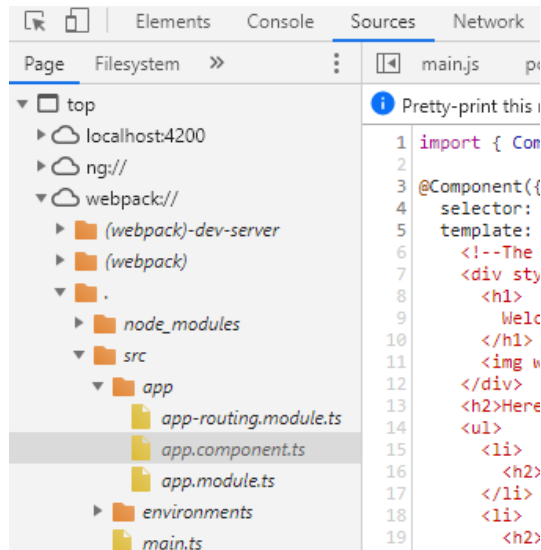 Elements Console Sources Network
Page Filesystem »
main.js
Pretty-print this
top
localhost:4200
ng://
webpack://
(webpack)-dev-server
(webpack)
.
node_modules
src
app
app-routing.module.ts
app.component.ts
app.module.ts
environments
main.ts
1 import { Com
2
3 @Component({
4 selector:
5 template:
6 <!--The
7 <div sty
8 <h1>
9 Welc
10 </h1>
11 <img w
12 </div>
13 <h2>Here
14 <ul>
15 <li>
16 <h2>
17 </li>
18 <li>
19 <h2>